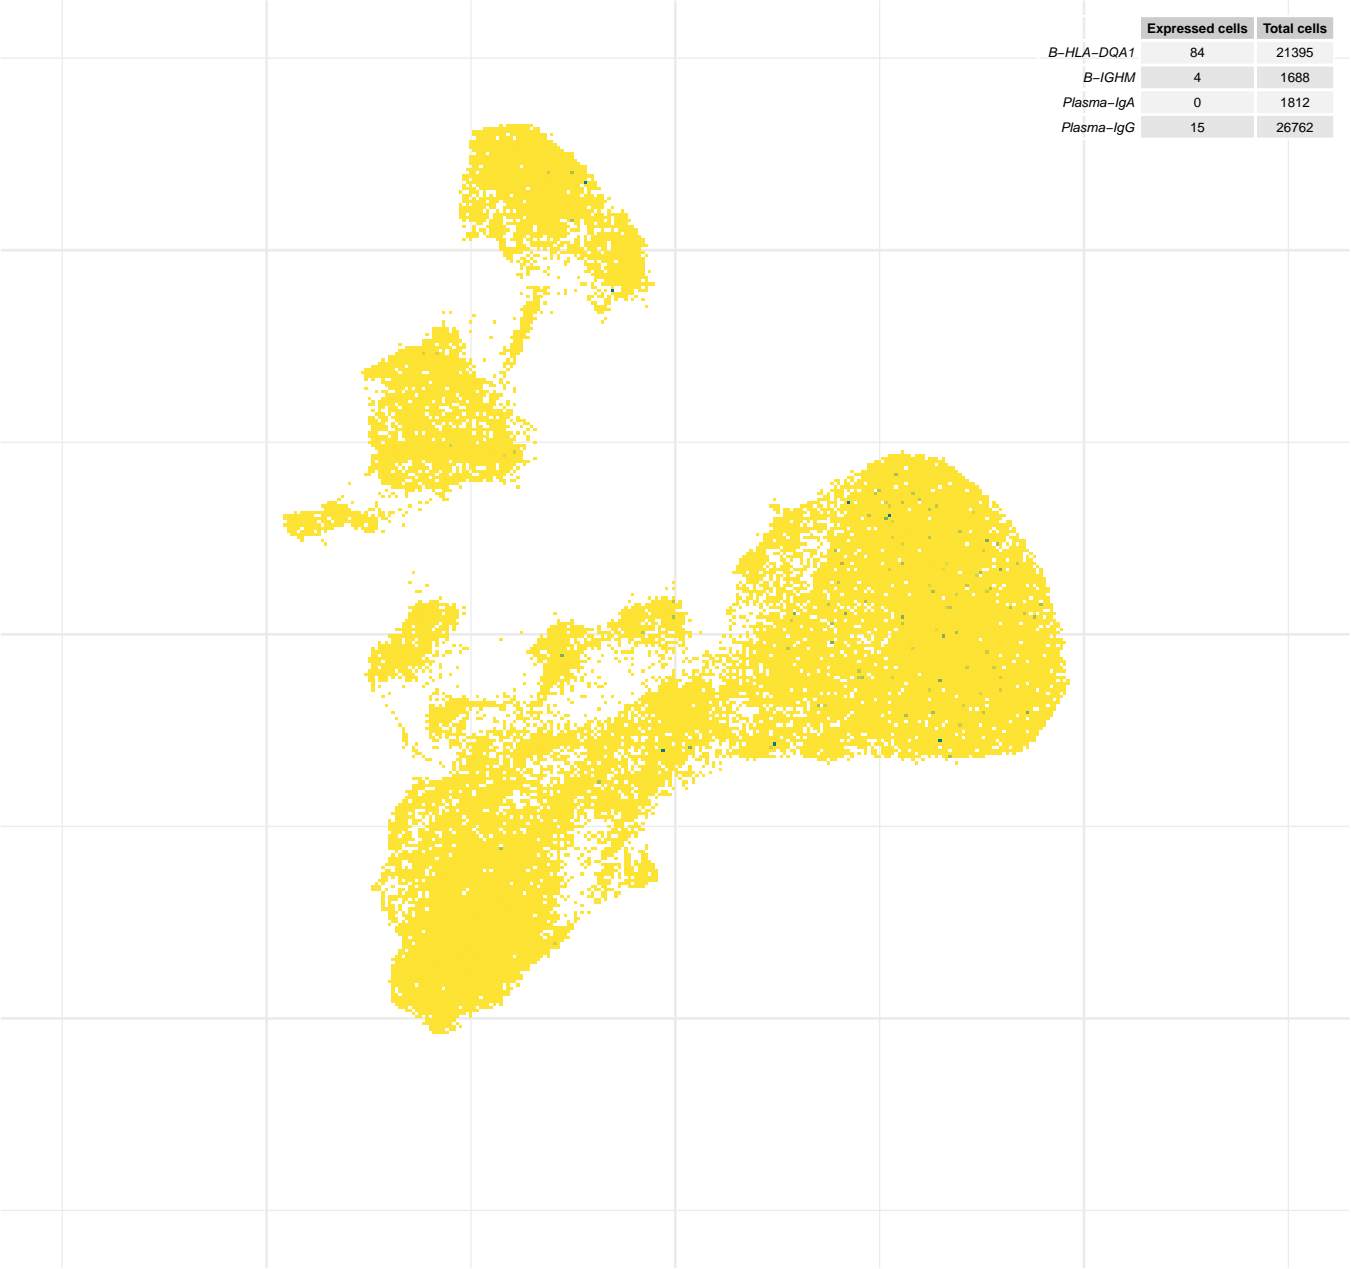 Expressed cells Total cells
B−HLA−DQA1 84 21395
B−IGHM 4 1688
Plasma−IgA 0 1812
Plasma−IgG 15 26762